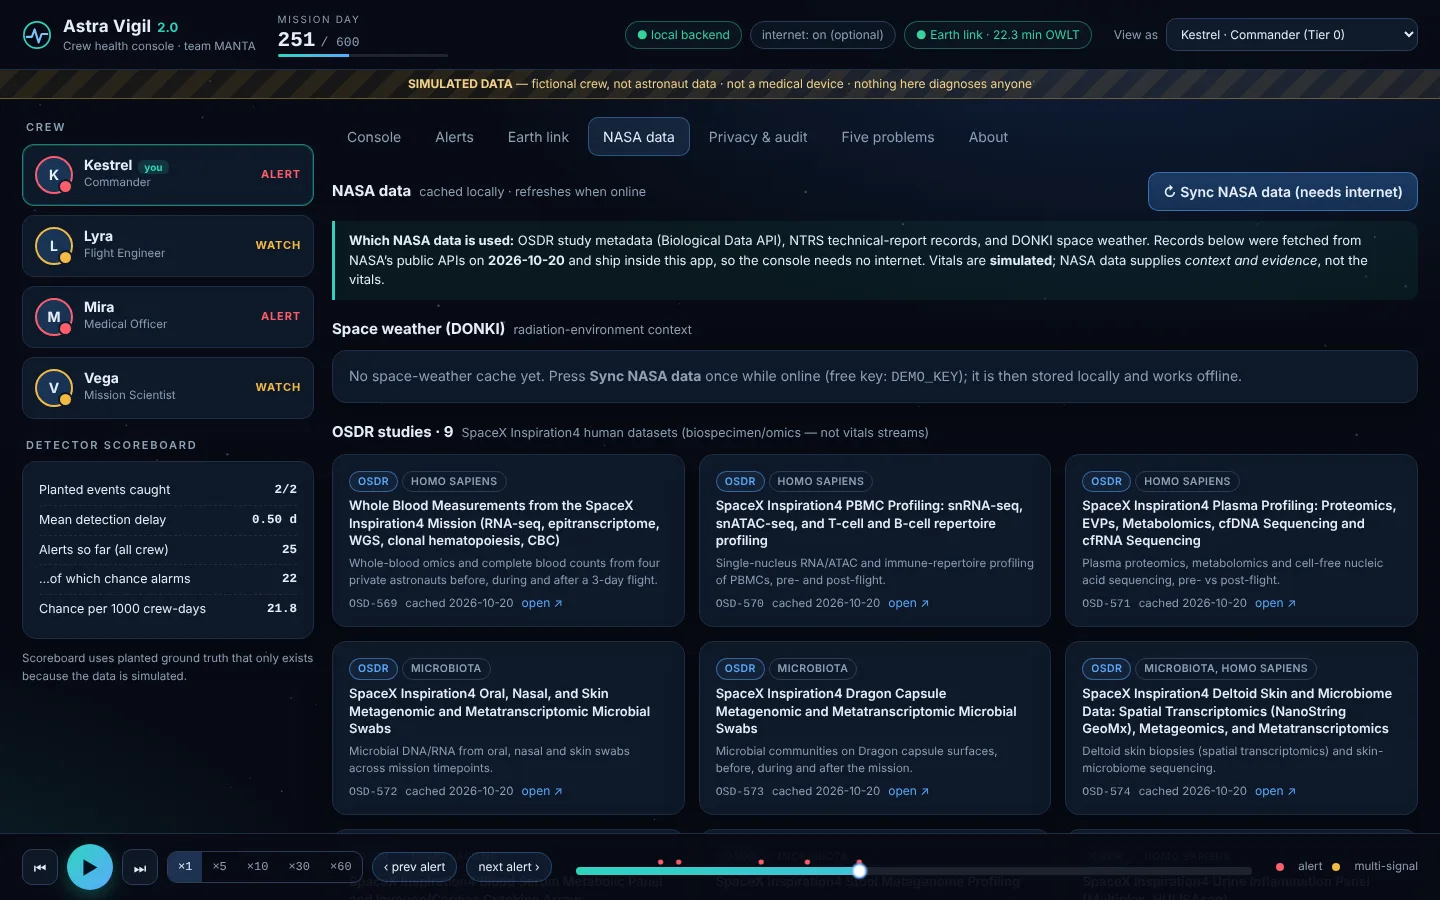 Astra Vigil 2.0
Crew health console · team MANTA
MISSION DAY
251 / 600
local backend
internet: on (optional)
Earth link · 22.3 min OWLT
View as
Kestrel · Commander (Tier 0)
SIMULATED DATA — fictional crew, not astronaut data · not a medical device · nothing here diagnoses anyone
CREW
K
Kestrel you
Commander
ALERT
L
Lyra
Flight Engineer
WATCH
M
Mira
Medical Officer
ALERT
V
Vega
Mission Scientist
WATCH
DETECTOR SCOREBOARD
Planted events caught 2/2
Mean detection delay 0.50 d
Alerts so far (all crew) 25
...of which chance alarms 22
Chance per 1000 crew-days 21.8
Scoreboard uses planted ground truth that only exists
because the data is simulated.
Console Alerts Earth link NASA data Privacy & audit Five problems About
NASA data cached locally · refreshes when online
↻ Sync NASA data (needs internet)
Which NASA data is used: OSDR study metadata (Biological Data API), NTRS technical-report records, and DONKI space weather. Records below were fetched from
NASA's public APIs on 2026-10-20 and ship inside this app, so the console needs no internet. Vitals are simulated; NASA data supplies context and evidence, not the
vitals.
Space weather (DONKI) radiation-environment context
No space-weather cache yet. Press Sync NASA data once while online (free key: DEMO_KEY); it is then stored locally and works offline.
OSDR studies · 9 SpaceX Inspiration4 human datasets (biospecimen/omics — not vitals streams)
OSDR HOMO SAPIENS
Whole Blood Measurements from the SpaceX
Inspiration4 Mission (RNA-seq, epitranscriptome,
WGS, clonal hematopoiesis, CBC)
Whole-blood omics and complete blood counts from four
private astronauts before, during and after a 3-day flight.
OSD-569 cached 2026-10-20 open ↗
OSDR HOMO SAPIENS
SpaceX Inspiration4 PBMC Profiling: snRNA-seq,
snATAC-seq, and T-cell and B-cell repertoire
profiling
Single-nucleus RNA/ATAC and immune-repertoire profiling
of PBMCs, pre- and post-flight.
OSD-570 cached 2026-10-20 open ↗
OSDR HOMO SAPIENS
SpaceX Inspiration4 Plasma Profiling: Proteomics,
EVPs, Metabolomics, cfDNA Sequencing and
cfRNA Sequencing
Plasma proteomics, metabolomics and cell-free nucleic
acid sequencing, pre- vs post-flight.
OSD-571 cached 2026-10-20 open ↗
OSDR MICROBIOTA
SpaceX Inspiration4 Oral, Nasal, and Skin
Metagenomic and Metatranscriptomic Microbial
Swabs
Microbial DNA/RNA from oral, nasal and skin swabs
across mission timepoints.
OSD-572 cached 2026-10-20 open ↗
OSDR MICROBIOTA
SpaceX Inspiration4 Dragon Capsule
Metagenomic and Metatranscriptomic Microbial
Swabs
Microbial communities on Dragon capsule surfaces,
before, during and after the mission.
OSD-573 cached 2026-10-20 open ↗
OSDR MICROBIOTA, HOMO SAPIENS
SpaceX Inspiration4 Deltoid Skin and Microbiome
Data: Spatial Transcriptomics (NanoString
GeoMx), Metageomics, and Metatranscriptomics
Deltoid skin biopsies (spatial transcriptomics) and skin-
microbiome sequencing.
OSD-574 cached 2026-10-20 open ↗
SpaceX Inspiration4 Blood Serum Metabolic Panel
SpaceX Inspiration4 Stool Metagenome Profiling
SpaceX Inspiration4 Urine Inflammation Panel
×1 ×5 ×10 ×30 ×60
‹ prev alert
next alert ›
alert
multi-signal